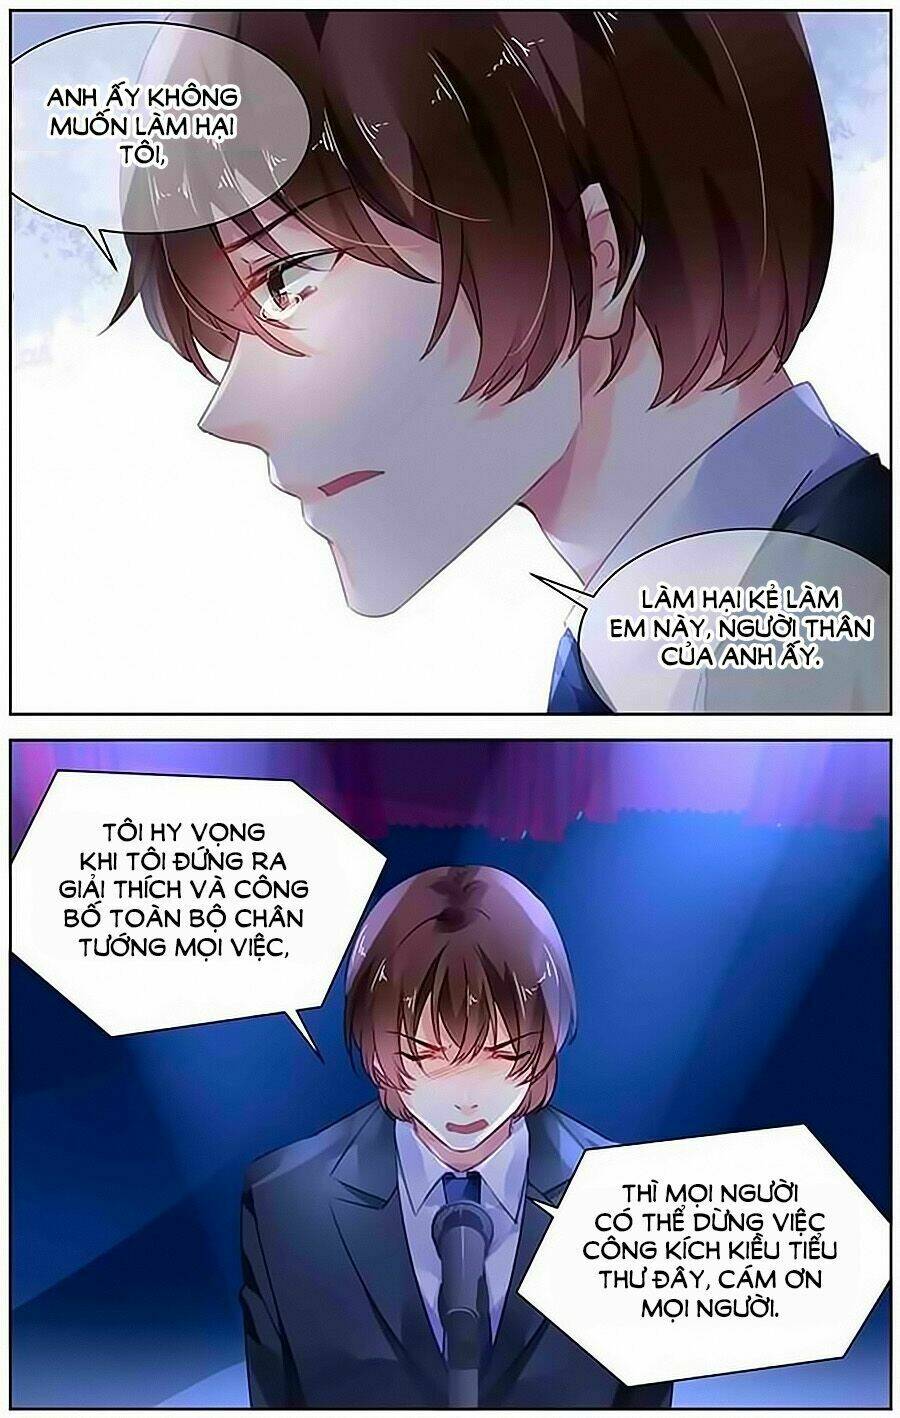 ANH ẤY KHÔNG
MUỐN LÀM HẠI
TÔI,
LÀM HẠI KẺ LÀM
EM NÀY, NGƯỜI THÂN
CỦA ANH ẤY.
TÔI HY VỌNG
KHI TÔI ĐỨNG RA
GIẢI THÍCH VÀ CÔNG
BỐ TOÀN BỘ CHÂN
TƯỚNG MỌI VIỆC,
THÌ MỌI NGƯỜI
CÓ THỂ DỪNG VIỆC
CÔNG KÍCH KIỀU TIỂU
THƯ ĐÂY, CÁM ƠN
MỌI NGƯỜI.